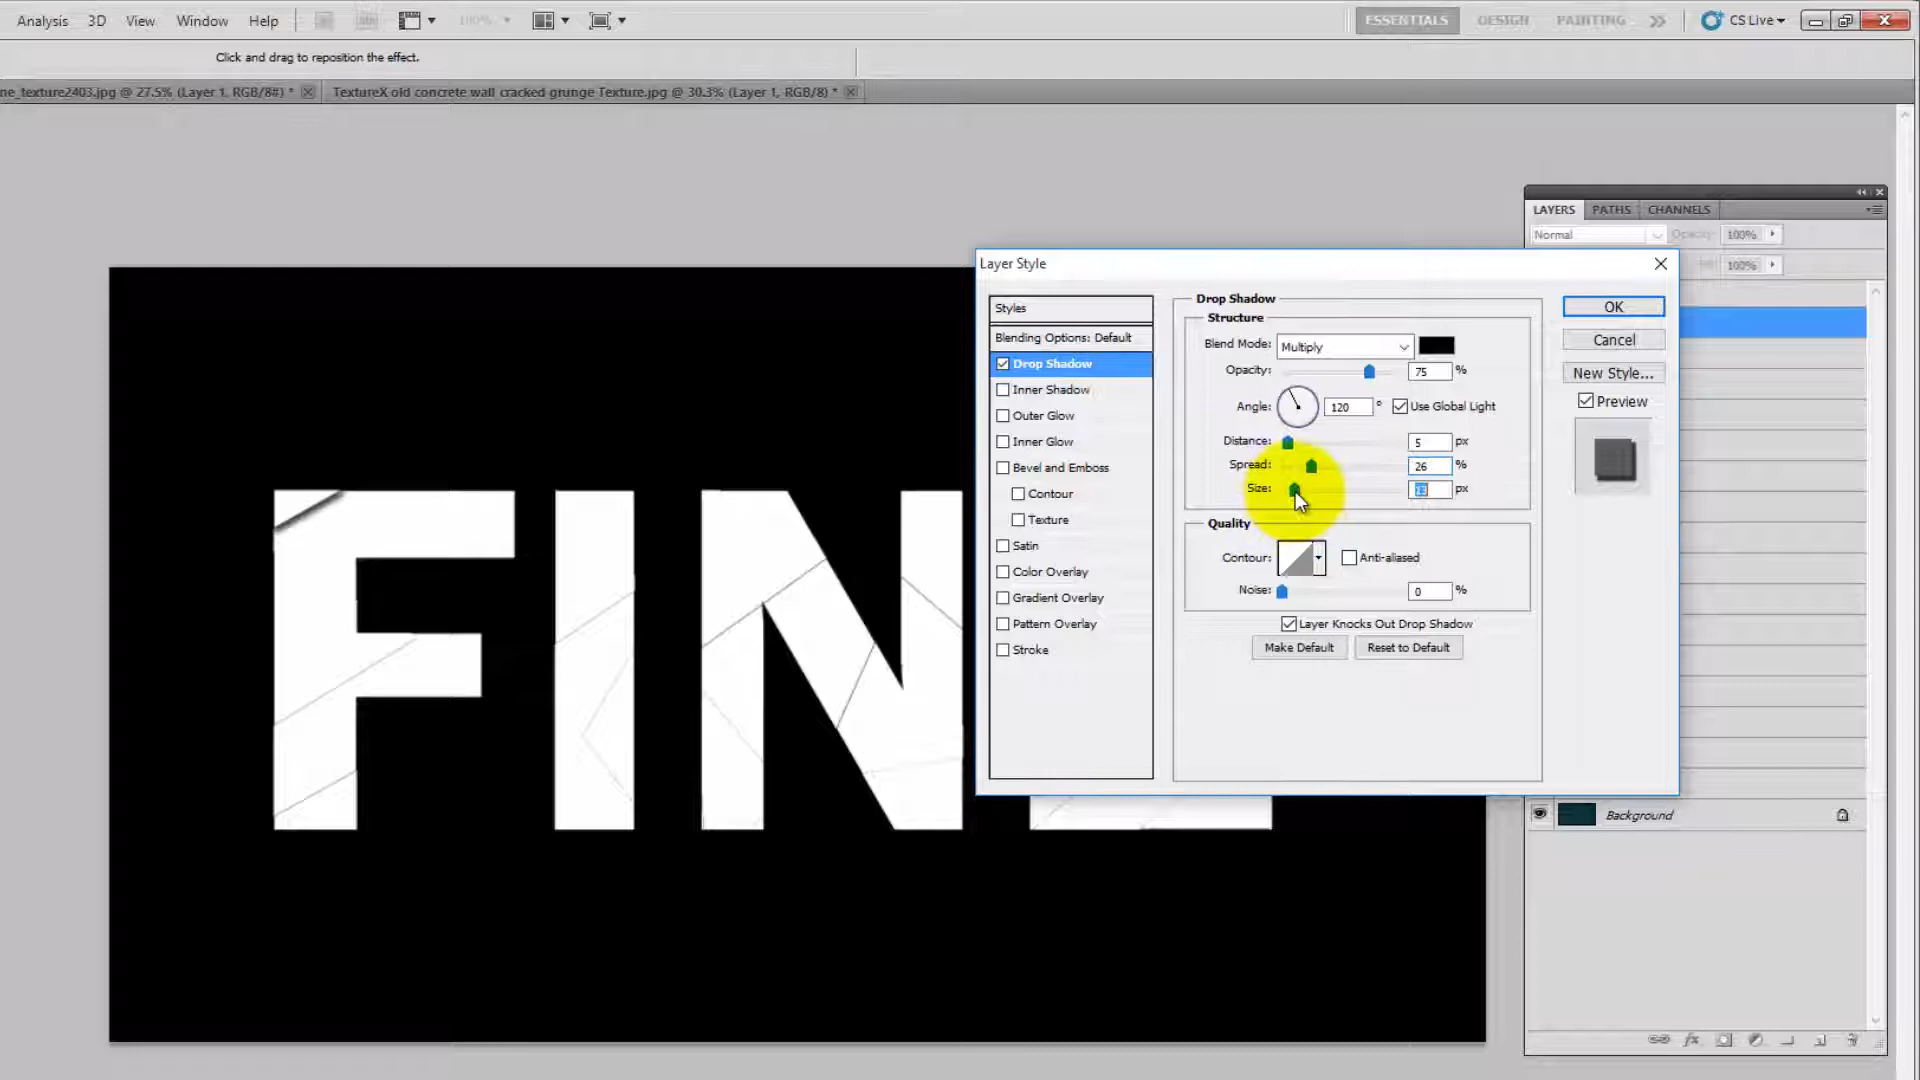 Analysis 3D View Window Help 100% ESSENTIALS DESIGN PAINTING CS Live
Click and drag to reposition the effect.
ne_texture2403.jpg @ 27.5% (Layer 1, RGB/8#) * TextureX old concrete wall cracked grunge Texture.jpg @ 30.3% (Layer 1, RGB/8) *
LAYERS PATHS CHANNELS
Normal Opacity: 100%
100%
Layer Style
Styles
Blending Options: Default
Drop Shadow
Inner Shadow
Outer Glow
Inner Glow
Bevel and Emboss
Contour
Texture
Satin
Color Overlay
Gradient Overlay
Pattern Overlay
Stroke
Drop Shadow
Structure
Blend Mode: Multiply
Opacity: 75 %
Angle: 120 ° Use Global Light
Distance: 5 px
Spread: 26 %
Size: px
Quality
Contour: Anti-aliased
Noise: 0 %
Layer Knocks Out Drop Shadow
Make Default Reset to Default
OK
Cancel
New Style...
Preview
FIN
Background
fx